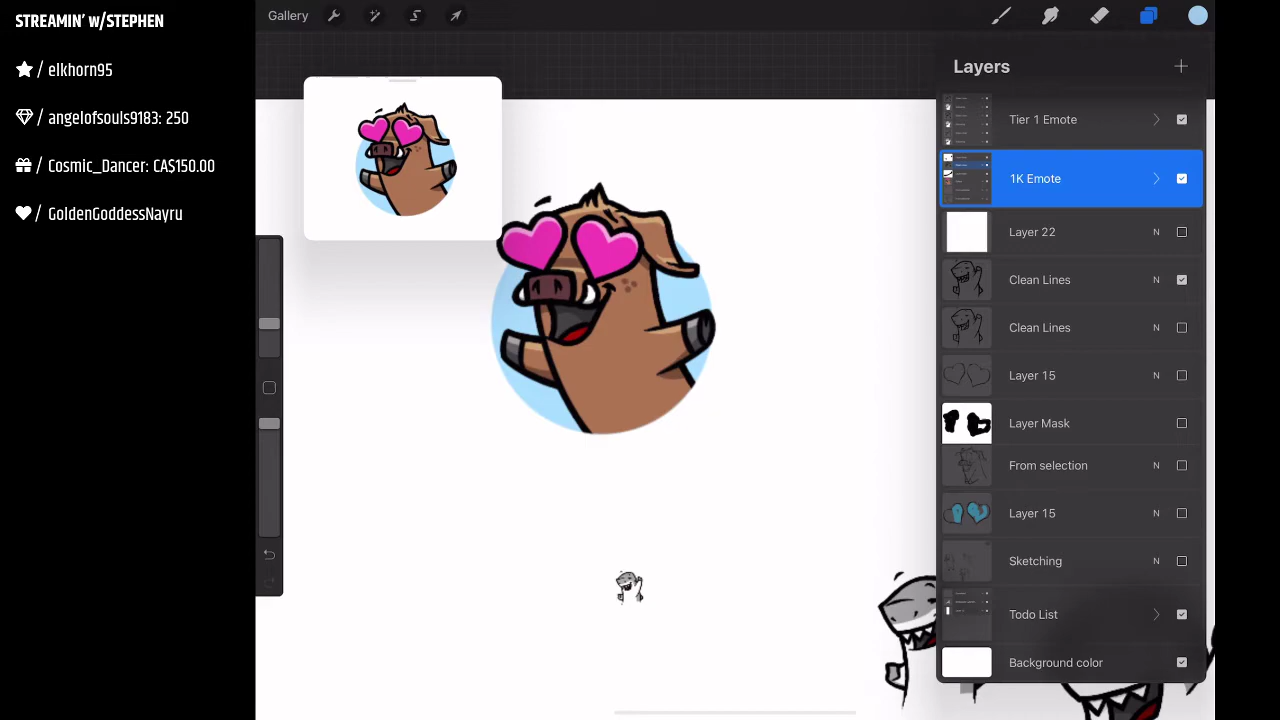 STREAMIN' w/STEPHEN
/ elkhorn95
/ angelofsouls9183: 250
/ Cosmic_Dancer: CA$150.00
/ GoldenGoddessNayru
Gallery
Layers
Tier 1 Emote
1K Emote
Layer 22 N
Clean Lines N
Clean Lines N
Layer 15 N
Layer Mask
From selection N
Layer 15 N
Sketching N
Todo List
Background color